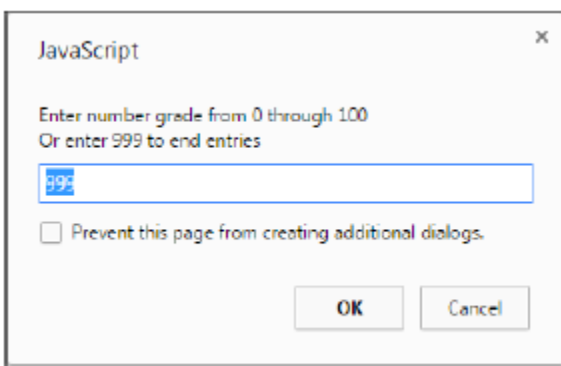 JavaScript
Enter number grade from 0 through 100
Or enter 999 to end entries
999
Prevent this page from creating additional dialogs.
OK Cancel